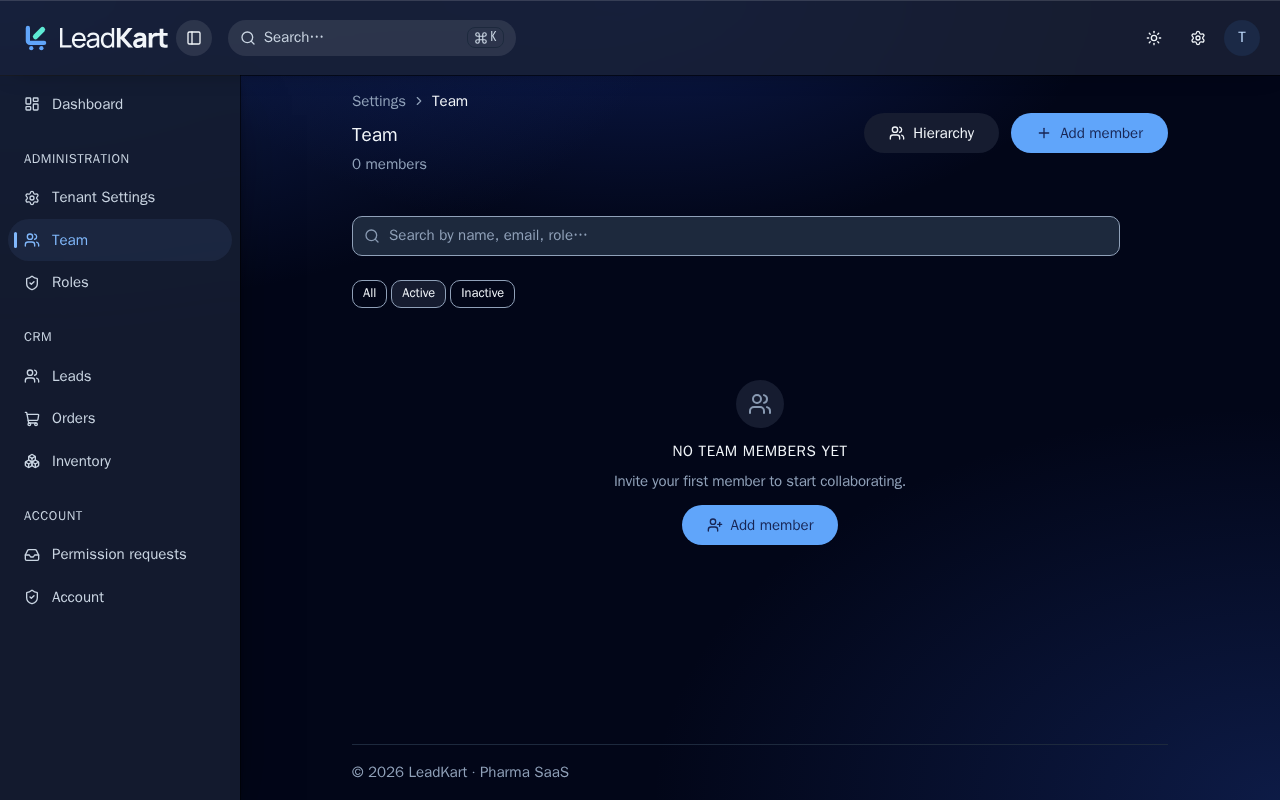 LeadKart
Search…
⌘K
T
Dashboard
ADMINISTRATION
Tenant Settings
Team
Roles
CRM
Leads
Orders
Inventory
ACCOUNT
Permission requests
Account
Settings > Team
Team
0 members
Hierarchy
Add member
Search by name, email, role…
All
Active
Inactive
NO TEAM MEMBERS YET
Invite your first member to start collaborating.
Add member
© 2026 LeadKart · Pharma SaaS